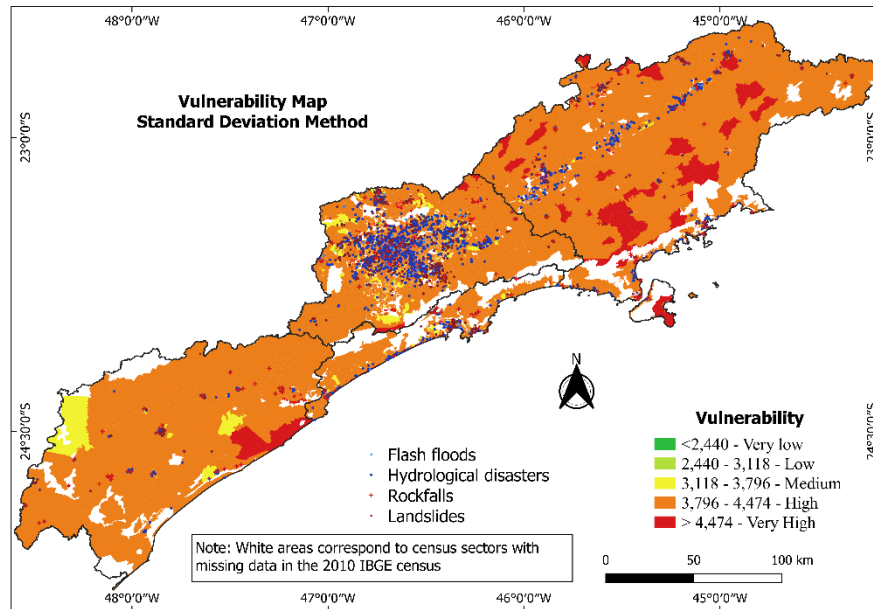 48°0'0"W 47°0'0"W 46°0'0"W 45°0'0"W
Vulnerability Map
Standard Deviation Method
23°0'0"S
23°0'0"S
N
24°30'0"S
24°30'0"S
Flash floods
Hydrological disasters
Rockfalls
Landslides
Vulnerability
<2,440 - Very low
2,440 - 3,118 - Low
3,118 - 3,796 - Medium
3,796 - 4,474 - High
> 4,474 - Very High
Note: White areas correspond to census sectors with
missing data in the 2010 IBGE census
0 50 100 km
48°0'0"W 47°0'0"W 46°0'0"W 45°0'0"W